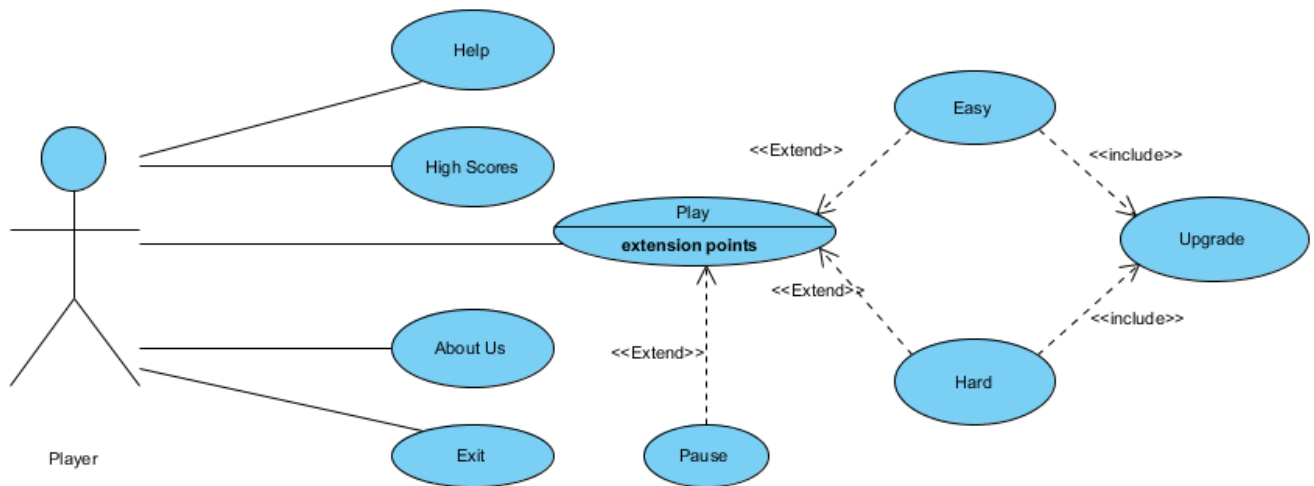 Help
Easy
<<Extend>>
<<include>>
High Scores
Play
extension points
Upgrade
<<Extend>>
<<include>>
About Us
<<Extend>>
Hard
Exit
Pause
Player